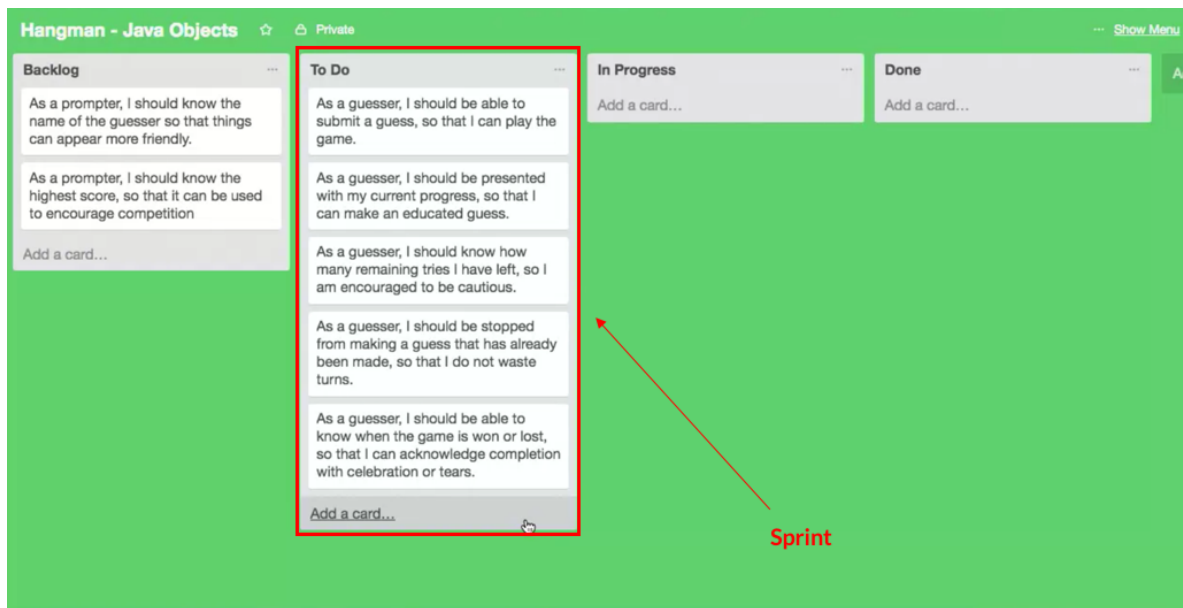 Hangman - Java Objects
Private
... Show Menu
Backlog
...
As a prompter, I should know the
name of the guesser so that things
can appear more friendly.
As a prompter, I should know the
highest score, so that it can be used
to encourage competition
Add a card...
To Do
...
As a guesser, I should be able to
submit a guess, so that I can play the
game.
As a guesser, I should be presented
with my current progress, so that I
can make an educated guess.
As a guesser, I should know how
many remaining tries I have left, so I
am encouraged to be cautious.
As a guesser, I should be stopped
from making a guess that has already
been made, so that I do not waste
turns.
As a guesser, I should be able to
know when the game is won or lost,
so that I can acknowledge completion
with celebration or tears.
Add a card...
In Progress
...
Add a card...
Done
...
Add a card...
A
Sprint